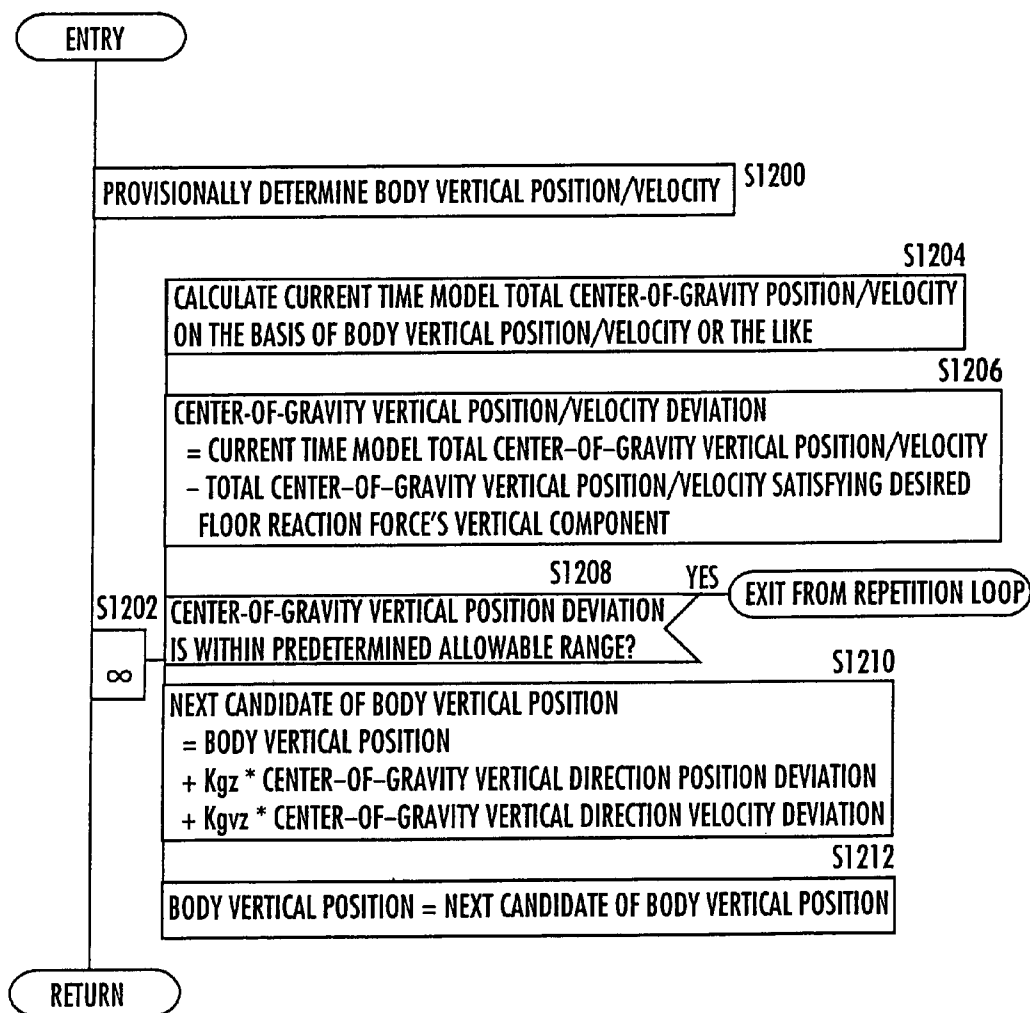 ENTRY
PROVISIONALLY DETERMINE BODY VERTICAL POSITION/VELOCITY
S1200
S1204
CALCULATE CURRENT TIME MODEL TOTAL CENTER-OF-GRAVITY POSITION/VELOCITY
ON THE BASIS OF BODY VERTICAL POSITION/VELOCITY OR THE LIKE
S1206
CENTER-OF-GRAVITY VERTICAL POSITION/VELOCITY DEVIATION
= CURRENT TIME MODEL TOTAL CENTER–OF–GRAVITY VERTICAL POSITION/VELOCITY
– TOTAL CENTER–OF–GRAVITY VERTICAL POSITION/VELOCITY SATISFYING DESIRED
FLOOR REACTION FORCE'S VERTICAL COMPONENT
S1208
YES
EXIT FROM REPETITION LOOP
S1202
∞
CENTER-OF-GRAVITY VERTICAL POSITION DEVIATION
IS WITHIN PREDETERMINED ALLOWABLE RANGE?
S1210
NEXT CANDIDATE OF BODY VERTICAL POSITION
= BODY VERTICAL POSITION
+ Kgz * CENTER–OF–GRAVITY VERTICAL DIRECTION POSITION DEVIATION
+ Kgvz * CENTER–OF–GRAVITY VERTICAL DIRECTION VELOCITY DEVIATION
S1212
BODY VERTICAL POSITION = NEXT CANDIDATE OF BODY VERTICAL POSITION
RETURN